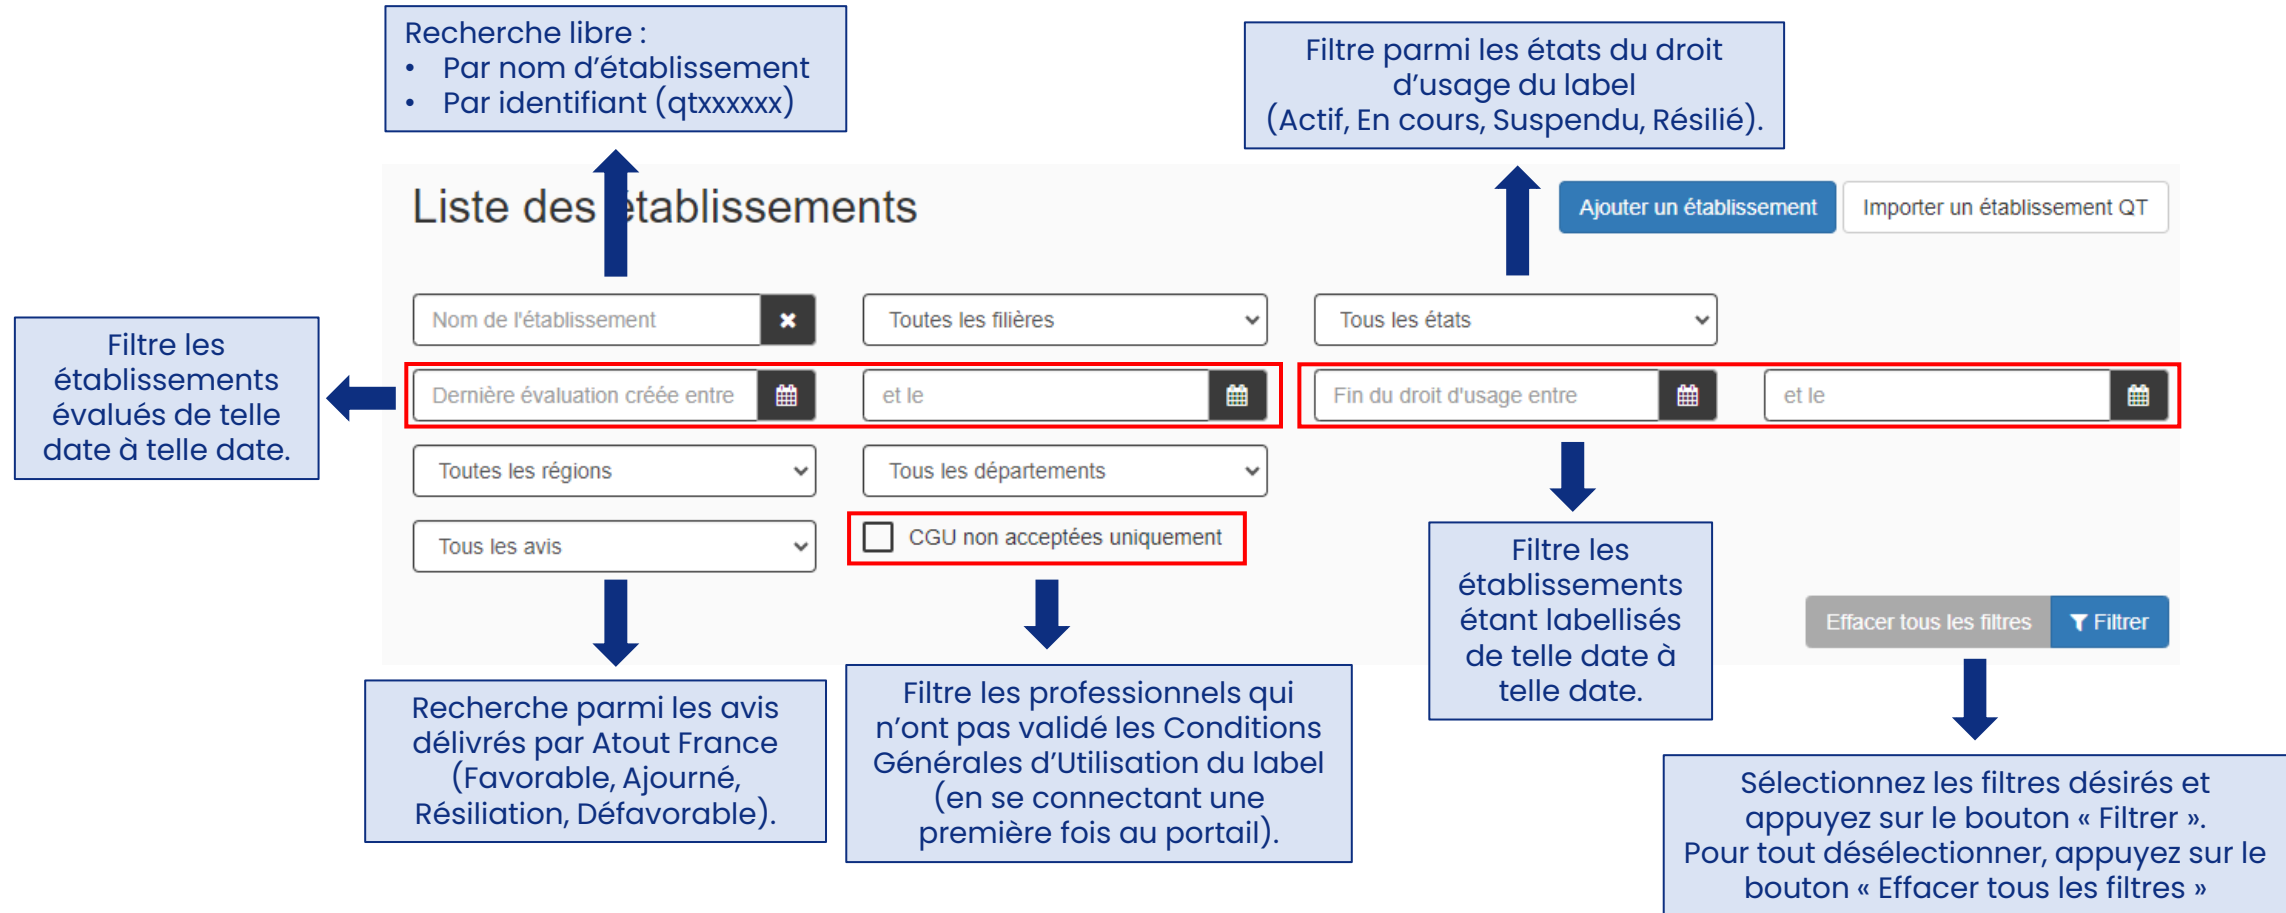 Recherche libre :
• Par nom d’établissement
• Par identifiant (qtxxxxxx)
Filtre parmi les états du droit
d’usage du label
(Actif, En cours, Suspendu, Résilié).
Liste des établissements
Ajouter un établissement
Importer un établissement QT
Nom de l'établissement
Toutes les filières
Tous les états
Filtre les
établissements
évalués de telle
date à telle date.
Dernière évaluation créée entre
et le
Fin du droit d'usage entre
et le
Toutes les régions
Tous les départements
Tous les avis
CGU non acceptées uniquement
Filtre les
établissements
étant labellisés
de telle date à
telle date.
Effacer tous les filtres
Filtrer
Recherche parmi les avis
délivrés par Atout France
(Favorable, Ajourné,
Résiliation, Défavorable).
Filtre les professionnels qui
n’ont pas validé les Conditions
Générales d’Utilisation du label
(en se connectant une
première fois au portail).
Sélectionnez les filtres désirés et
appuyez sur le bouton « Filtrer ».
Pour tout désélectionner, appuyez sur le
bouton « Effacer tous les filtres »